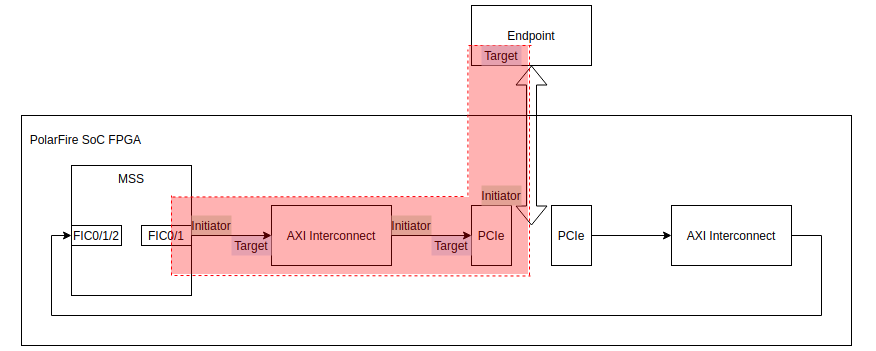 Endpoint
Target
PolarFire SoC FPGA
MSS
Initiator
FIC0/1/2
FIC0/1
Initiator
Target
AXI Interconnect
Initiator
Target
PCIe
PCIe
AXI Interconnect